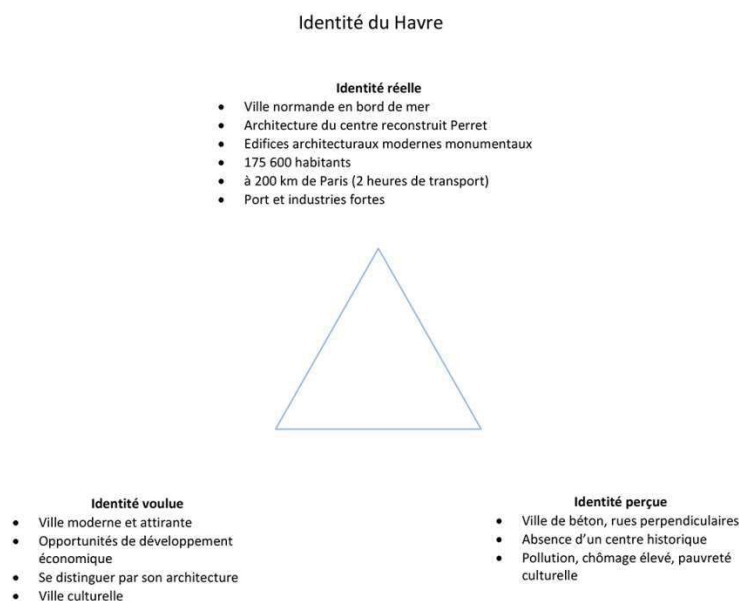 Identité du Havre
Identité réelle
• Ville normande en bord de mer
• Architecture du centre reconstruit Perret
• Edifices architecturaux modernes monumentaux
• 175 600 habitants
• à 200 km de Paris (2 heures de transport)
• Port et industries fortes
Identité voulue
• Ville moderne et attirante
• Opportunités de développement
économique
• Se distinguer par son architecture
• Ville culturelle
Identité perçue
• Ville de béton, rues perpendiculaires
• Absence d'un centre historique
• Pollution, chômage élevé, pauvreté
culturelle